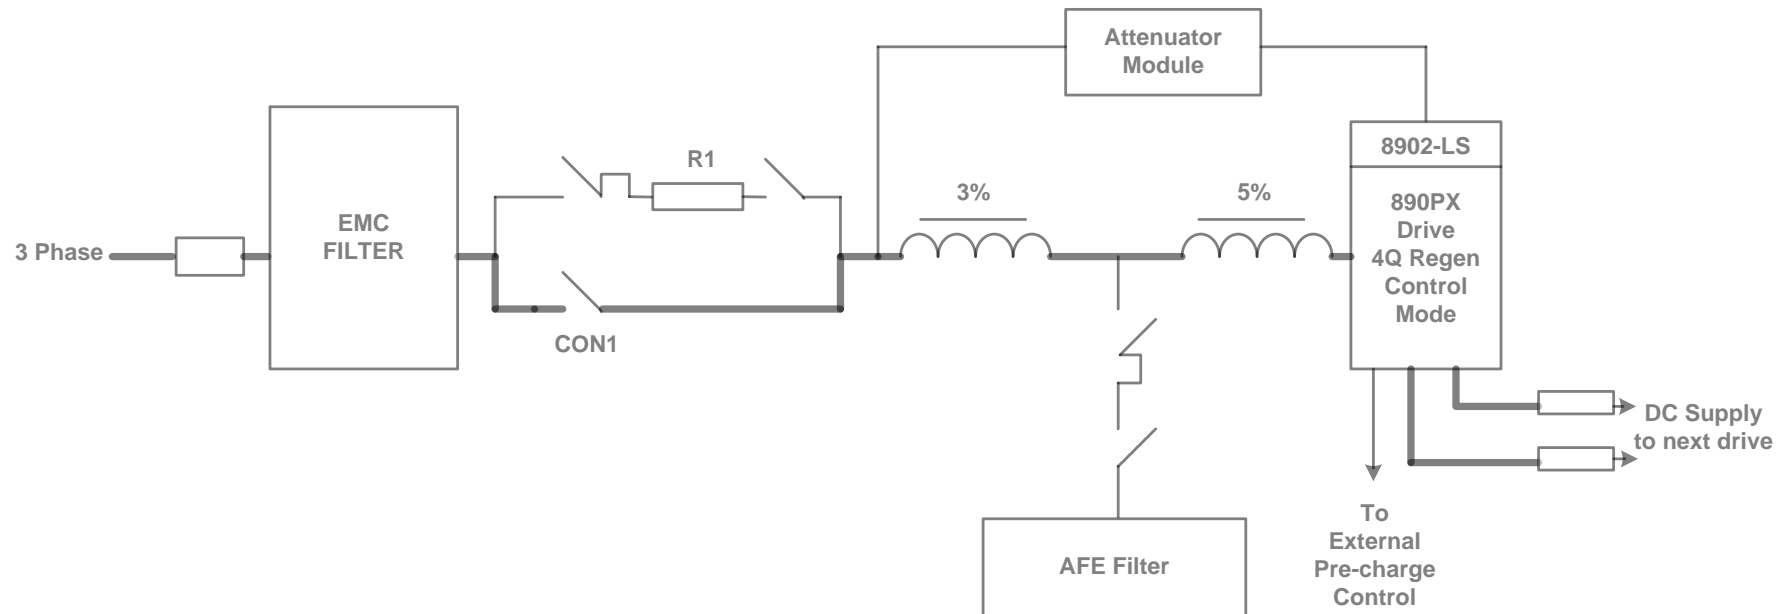 Attenuator
Module
8902-LS
R1
3%
5%
890PX
Drive
4Q Regen
Control
Mode
EMC
FILTER
3 Phase
CON1
DC Supply
to next drive
To
External
Pre-charge
Control
AFE Filter